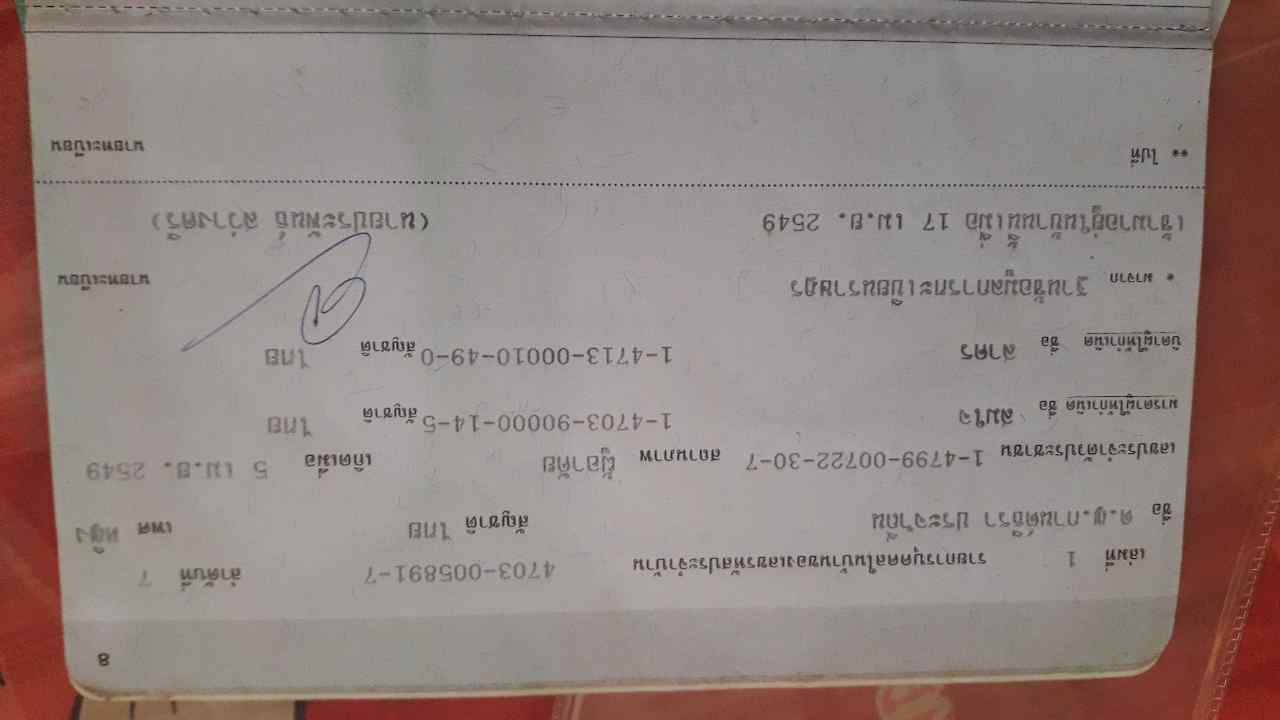 8
เล่มที่ 1 รายการบุคคลในบ้านของเลขรหัสประจำบ้าน 4703-005891-7 ลำดับที่ 7
ชื่อ ด.ญ.กานต์ธิรา ประจำถิ่น สัญชาติ ไทย เพศ หญิง
เลขประจำตัวประชาชน 1-4799-00722-30-7 สถานภาพ ผู้อาศัย เกิดเมื่อ 5 เม.ย. 2549
มารดาผู้ให้กำเนิด ชื่อ สมใจ 1-4703-90000-14-5 สัญชาติ ไทย
บิดาผู้ให้กำเนิด ชื่อ สาคร 1-4713-00010-49-0 สัญชาติ ไทย
* มาจาก ฐานข้อมูลการทะเบียนราษฎร นายทะเบียน
เข้ามาอยู่ในบ้านนี้เมื่อ 17 เม.ย. 2549 (นายประพันธ์ สว่างศรี)
** ไปที่ นายทะเบียน